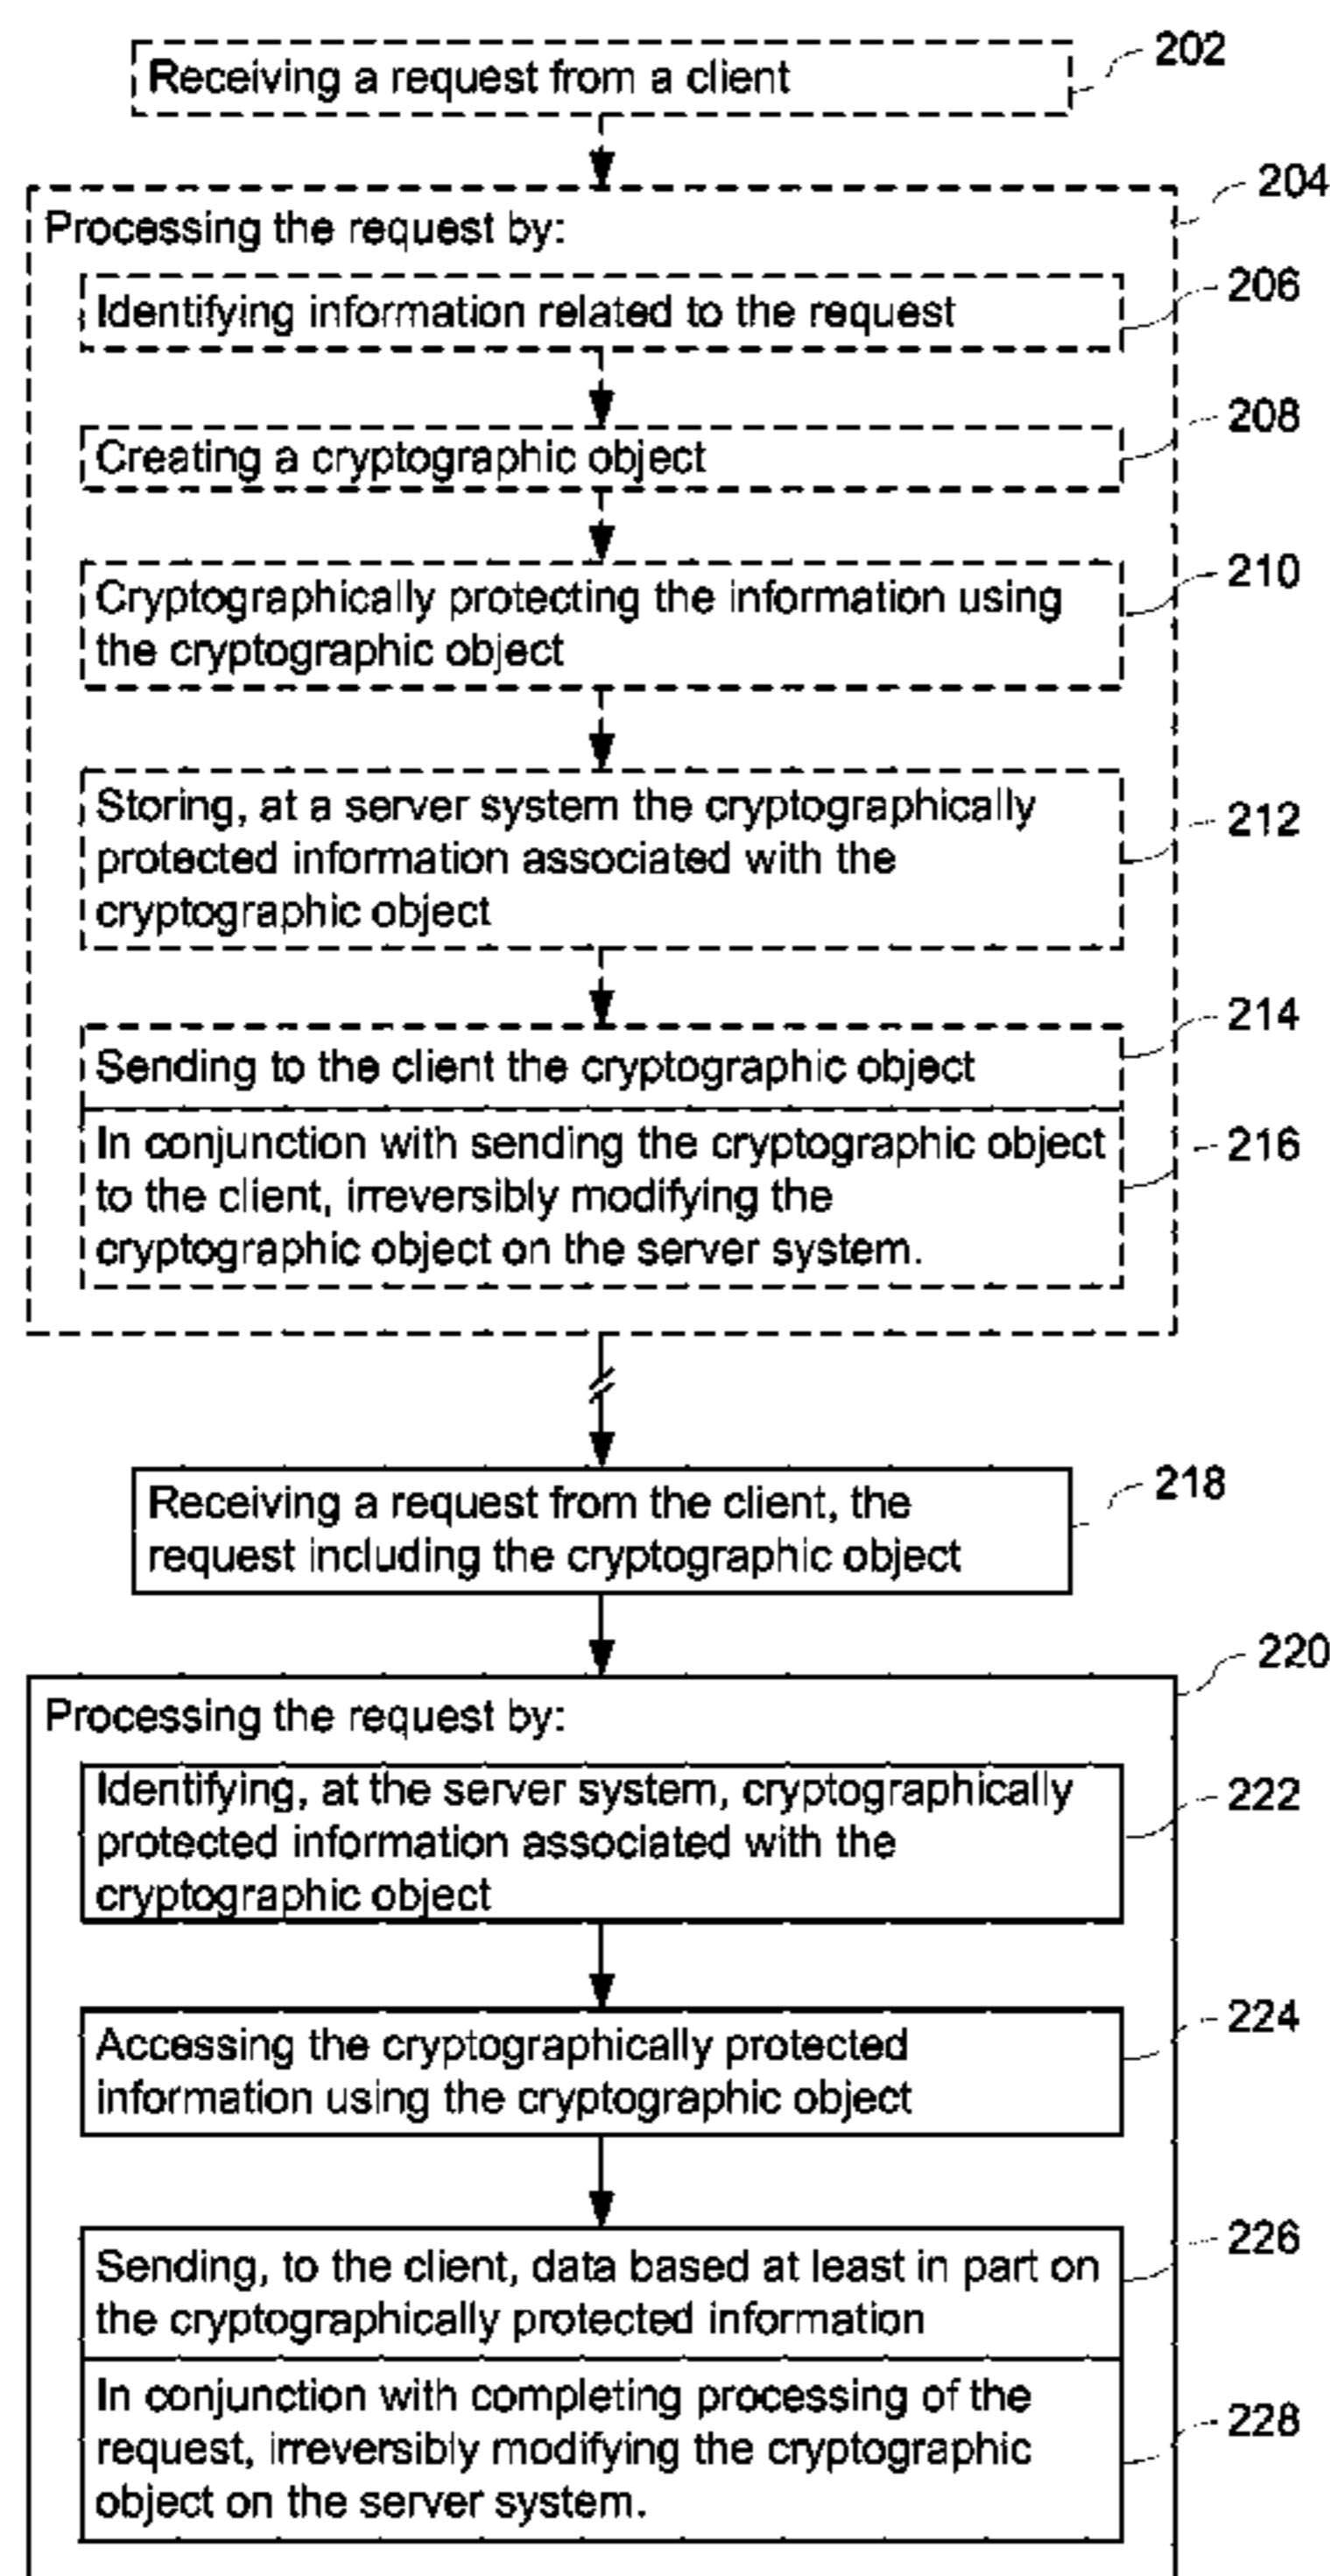 Receiving a request from a client
202
204
Processing the request by:
Identifying information related to the request
206
Creating a cryptographic object
208
Cryptographically protecting the information using
the cryptographic object
210
Storing, at a server system the cryptographically
protected information associated with the
cryptographic object
212
Sending to the client the cryptographic object
214
In conjunction with sending the cryptographic object
to the client, irreversibly modifying the
cryptographic object on the server system.
216
Receiving a request from the client, the
request including the cryptographic object
218
220
Processing the request by:
Identifying, at the server system, cryptographically
protected information associated with the
cryptographic object
222
Accessing the cryptographically protected
information using the cryptographic object
224
Sending, to the client, data based at least in part on
the cryptographically protected information
226
In conjunction with completing processing of the
request, irreversibly modifying the cryptographic
object on the server system.
228